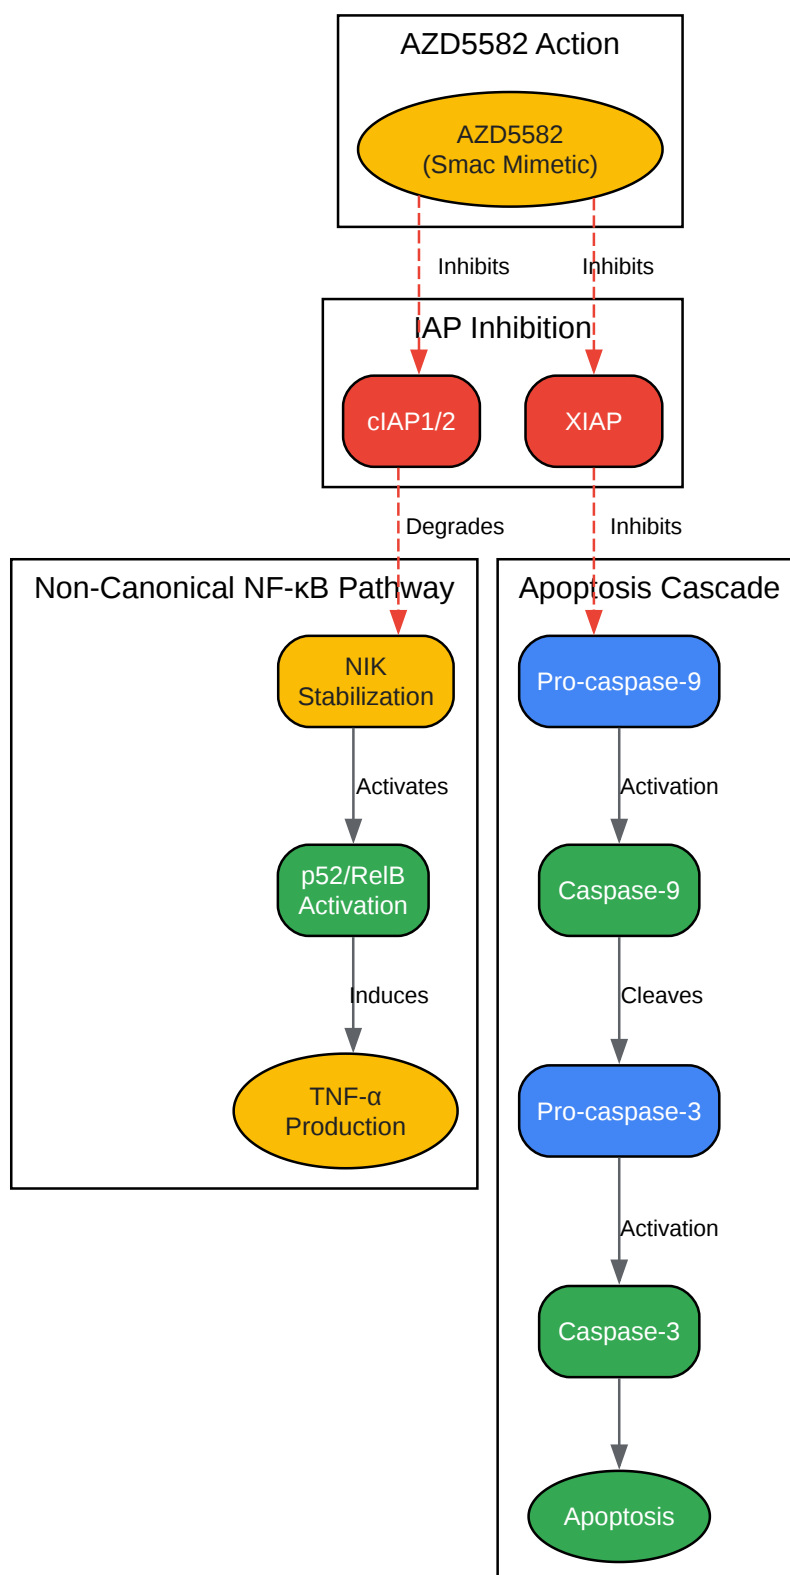 AZD5582 Action
AZD5582
(Smac Mimetic)
Inhibits
Inhibits
IAP Inhibition
cIAP1/2
XIAP
Degrades
Inhibits
Non-Canonical NF-κB Pathway
NIK
Stabilization
Activates
p52/RelB
Activation
Induces
TNF-α
Production
Apoptosis Cascade
Pro-caspase-9
Activation
Caspase-9
Cleaves
Pro-caspase-3
Activation
Caspase-3
Apoptosis